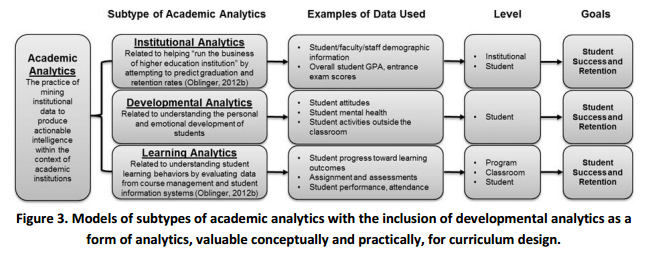 Subtype of Academic Analytics
Examples of Data Used
Level
Goals
Academic
Analytics
The practice of
mining
institutional
data to
produce
actionable
intelligence
within the
context of
academic
institutions
Institutional Analytics
Related to helping “run the business
of higher education institution” by
attempting to predict graduation and
retention rates (Oblinger, 2012b)
• Student/faculty/staff demographic
information
• Overall student GPA, entrance
exam scores
• Institutional
• Student
Student
Success and
Retention
Developmental Analytics
Related to understanding the personal
and emotional development of
students
• Student attitudes
• Student mental health
• Student activities outside the
classroom
• Student
Student
Success and
Retention
Learning Analytics
Related to understanding student
learning behaviors by evaluating data
from course management and student
information systems (Oblinger, 2012b)
• Student progress toward learning
outcomes
• Assignment and assessments
• Student performance, attendance
• Program
• Classroom
• Student
Student
Success and
Retention
Figure 3. Models of subtypes of academic analytics with the inclusion of developmental analytics as a
form of analytics, valuable conceptually and practically, for curriculum design.